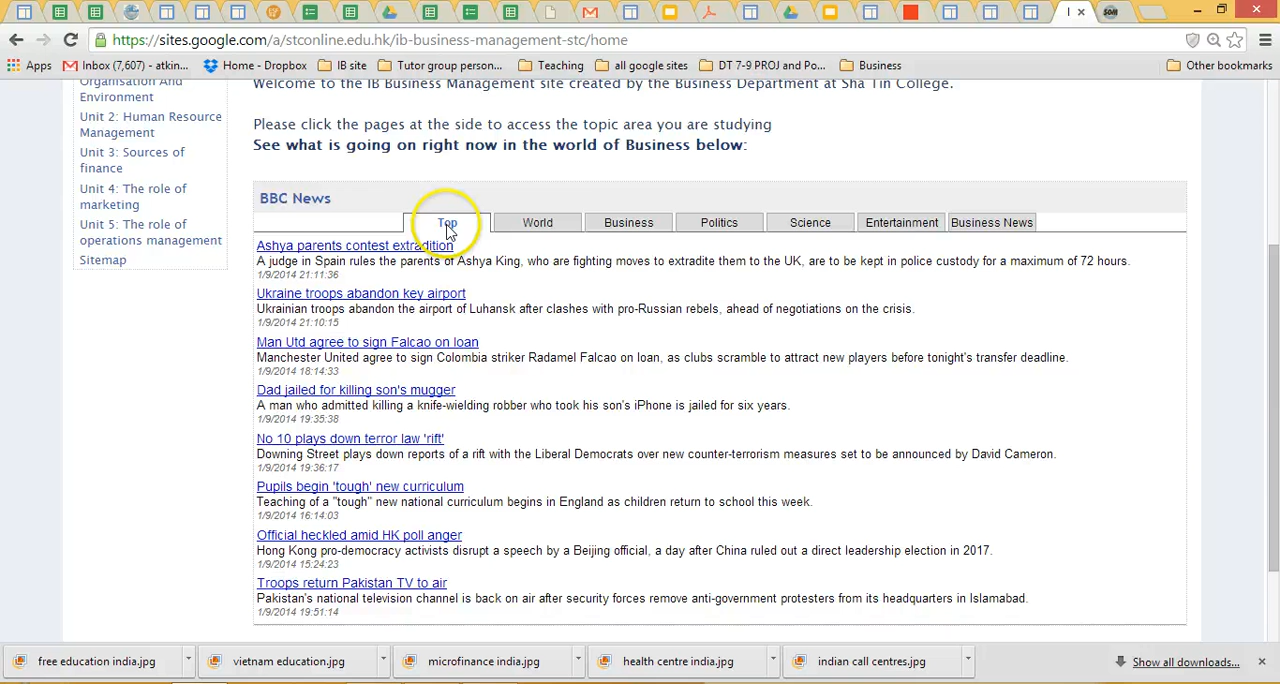 https://sites.google.com/a/stconline.edu.hk/ib-business-management-stc/home
Apps
Inbox (7,607) - atkin...
Home - Dropbox
IB site
Tutor group person...
Teaching
all google sites
DT 7-9 PROJ and Po...
Business
Other bookmarks
Organisation And
Environment
Unit 2: Human Resource
Management
Unit 3: Sources of
finance
Unit 4: The role of
marketing
Unit 5: The role of
operations management
Sitemap
Welcome to the IB Business Management site created by the Business Department at Sha Tin College.
Please click the pages at the side to access the topic area you are studying
See what is going on right now in the world of Business below:
BBC News
Top World Business Politics Science Entertainment Business News
Ashya parents contest extradition
A judge in Spain rules the parents of Ashya King, who are fighting moves to extradite them to the UK, are to be kept in police custody for a maximum of 72 hours.
1/9/2014 21:11:36
Ukraine troops abandon key airport
Ukrainian troops abandon the airport of Luhansk after clashes with pro-Russian rebels, ahead of negotiations on the crisis.
1/9/2014 21:10:15
Man Utd agree to sign Falcao on loan
Manchester United agree to sign Colombia striker Radamel Falcao on loan, as clubs scramble to attract new players before tonight's transfer deadline.
1/9/2014 18:14:33
Dad jailed for killing son's mugger
A man who admitted killing a knife-wielding robber who took his son's iPhone is jailed for six years.
1/9/2014 19:35:38
No 10 plays down terror law 'rift'
Downing Street plays down reports of a rift with the Liberal Democrats over new counter-terrorism measures set to be announced by David Cameron.
1/9/2014 19:36:17
Pupils begin 'tough' new curriculum
Teaching of a "tough" new national curriculum begins in England as children return to school this week.
1/9/2014 16:14:03
Official heckled amid HK poll anger
Hong Kong pro-democracy activists disrupt a speech by a Beijing official, a day after China ruled out a direct leadership election in 2017.
1/9/2014 15:24:23
Troops return Pakistan TV to air
Pakistan's national television channel is back on air after security forces remove anti-government protesters from its headquarters in Islamabad.
1/9/2014 19:51:14
free education india.jpg
vietnam education.jpg
microfinance india.jpg
health centre india.jpg
indian call centres.jpg
Show all downloads...